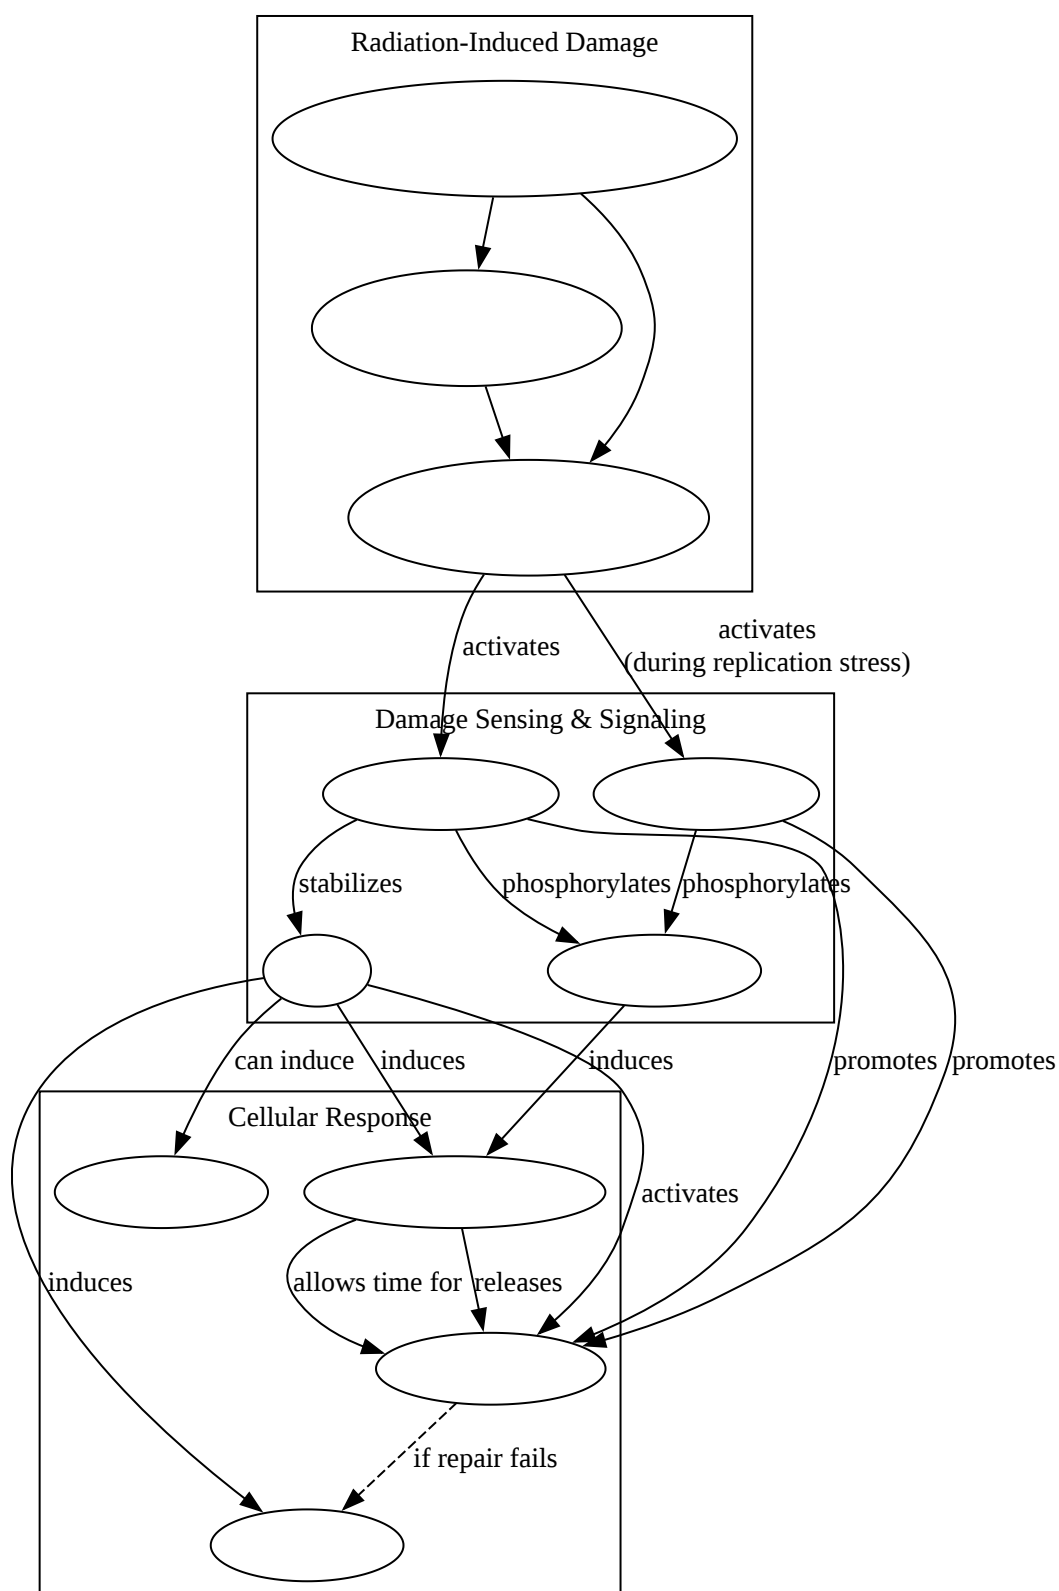 Radiation-Induced Damage
activates
activates
(during replication stress)
Damage Sensing & Signaling
stabilizes
phosphorylates
phosphorylates
can induce
induces
induces
promotes
promotes
Cellular Response
activates
induces
allows time for
releases
if repair fails